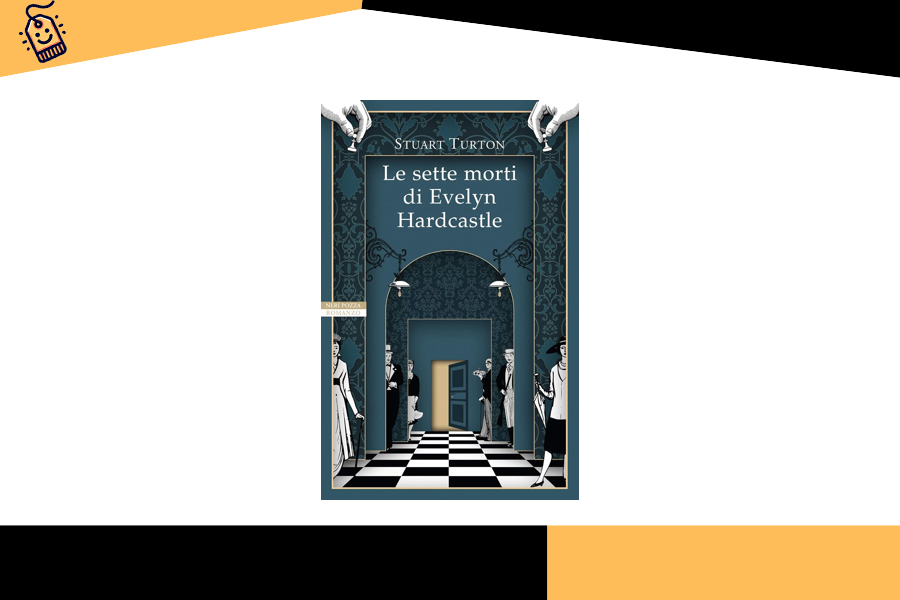 Stuart Turton
Le sette morti
di Evelyn
Hardcastle
NERI POZZA
ROMANZO